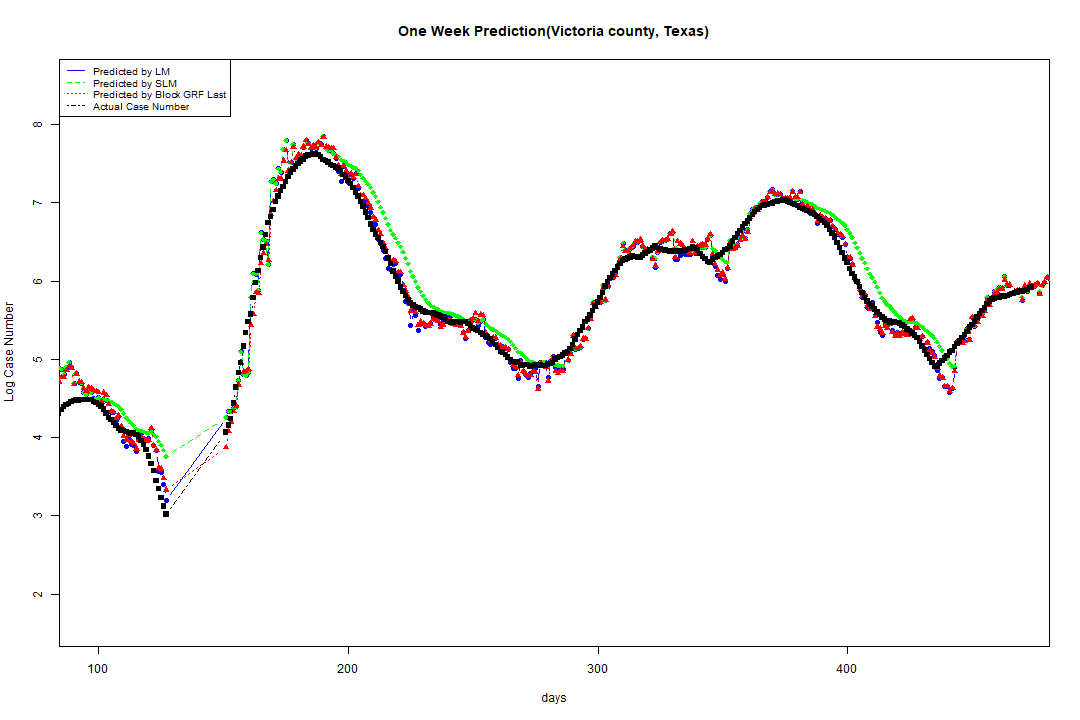 One Week Prediction(Victoria county, Texas)
Predicted by LM
Predicted by SLM
Predicted by Block GRF Last
Actual Case Number
8
7
6
5
4
3
2
Log Case Number
100 200 300 400
days